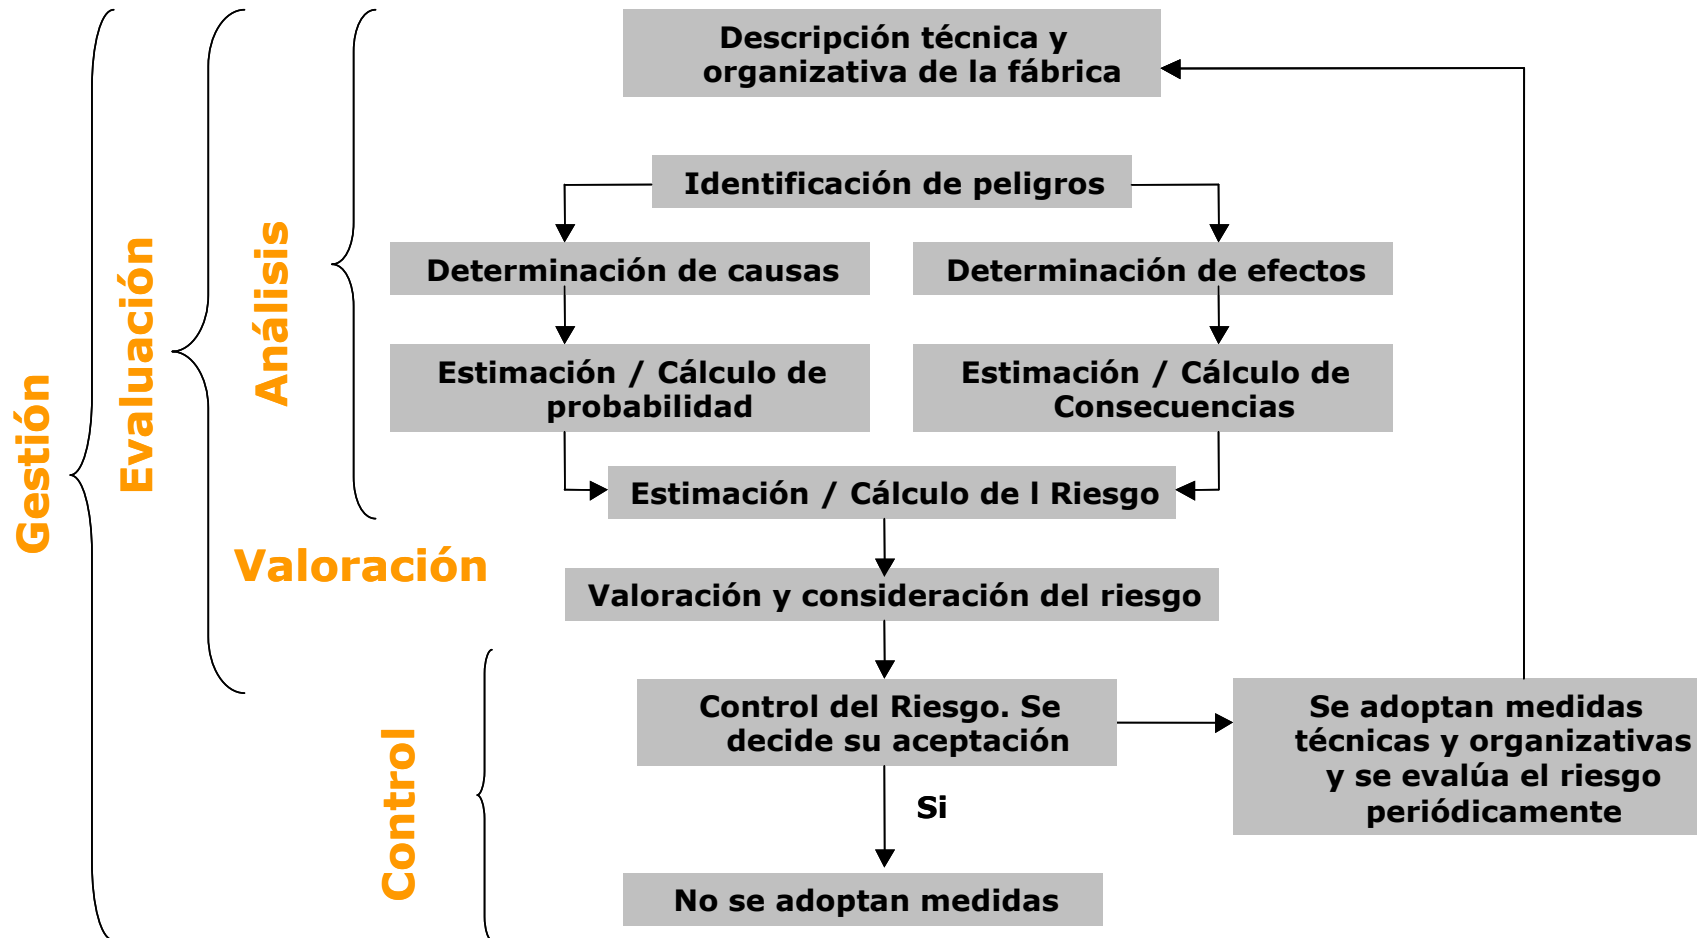 Descripción técnica y
organizativa de la fábrica
Identificación de peligros
Determinación de causas
Determinación de efectos
Estimación / Cálculo de
probabilidad
Estimación / Cálculo de
Consecuencias
Estimación / Cálculo de l Riesgo
Valoración y consideración del riesgo
Control del Riesgo. Se
decide su aceptación
Se adoptan medidas
técnicas y organizativas
y se evalúa el riesgo
periódicamente
Si
No se adoptan medidas
Gestión
Evaluación
Análisis
Valoración
Control